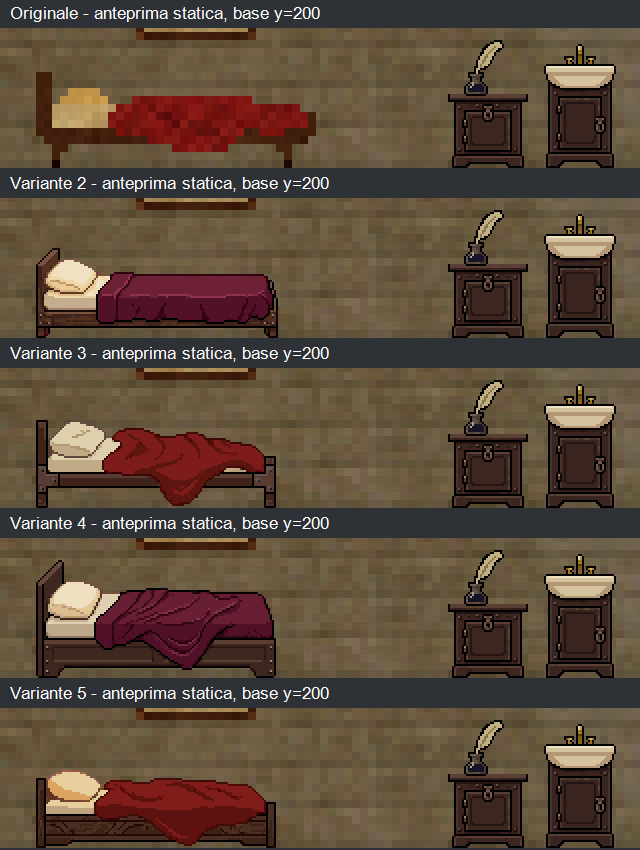 Originale - anteprima statica, base y=200
Variante 2 - anteprima statica, base y=200
Variante 3 - anteprima statica, base y=200
Variante 4 - anteprima statica, base y=200
Variante 5 - anteprima statica, base y=200